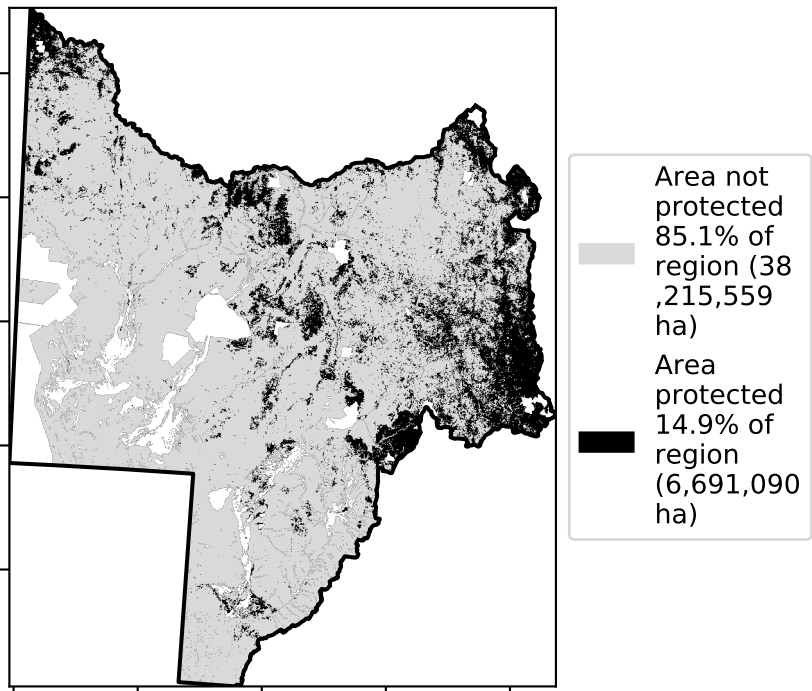 Area not
protected
85.1% of
region (38
,215,559
ha)
Area
protected
14.9% of
region
(6,691,090
ha)